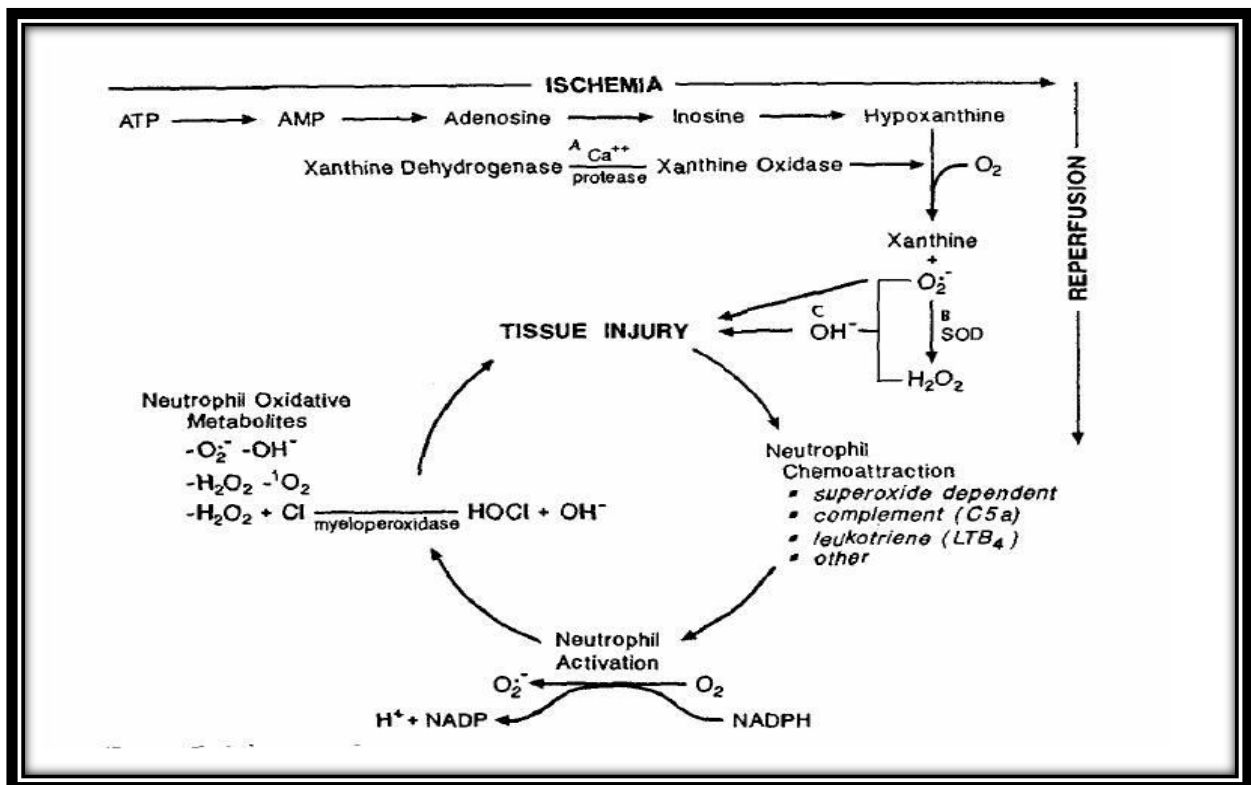 ISCHEMIA
ATP AMP Adenosine Inosine Hypoxanthine
Xanthine Dehydrogenase A Ca++ protease Xanthine Oxidase O2
REPERFUSION
Xanthine
+
O2∙-
B
SOD
C
OH-
H2O2
TISSUE INJURY
Neutrophil
Chemoattraction
▪ superoxide dependent
▪ complement (C5a)
▪ leukotriene (LTB4)
▪ other
Neutrophil
Activation
O2∙- O2
H+ + NADP NADPH
Neutrophil Oxidative
Metabolites
-O2∙- -OH-
-H2O2 -1O2
-H2O2 + Cl myeloperoxidase HOCl + OH-